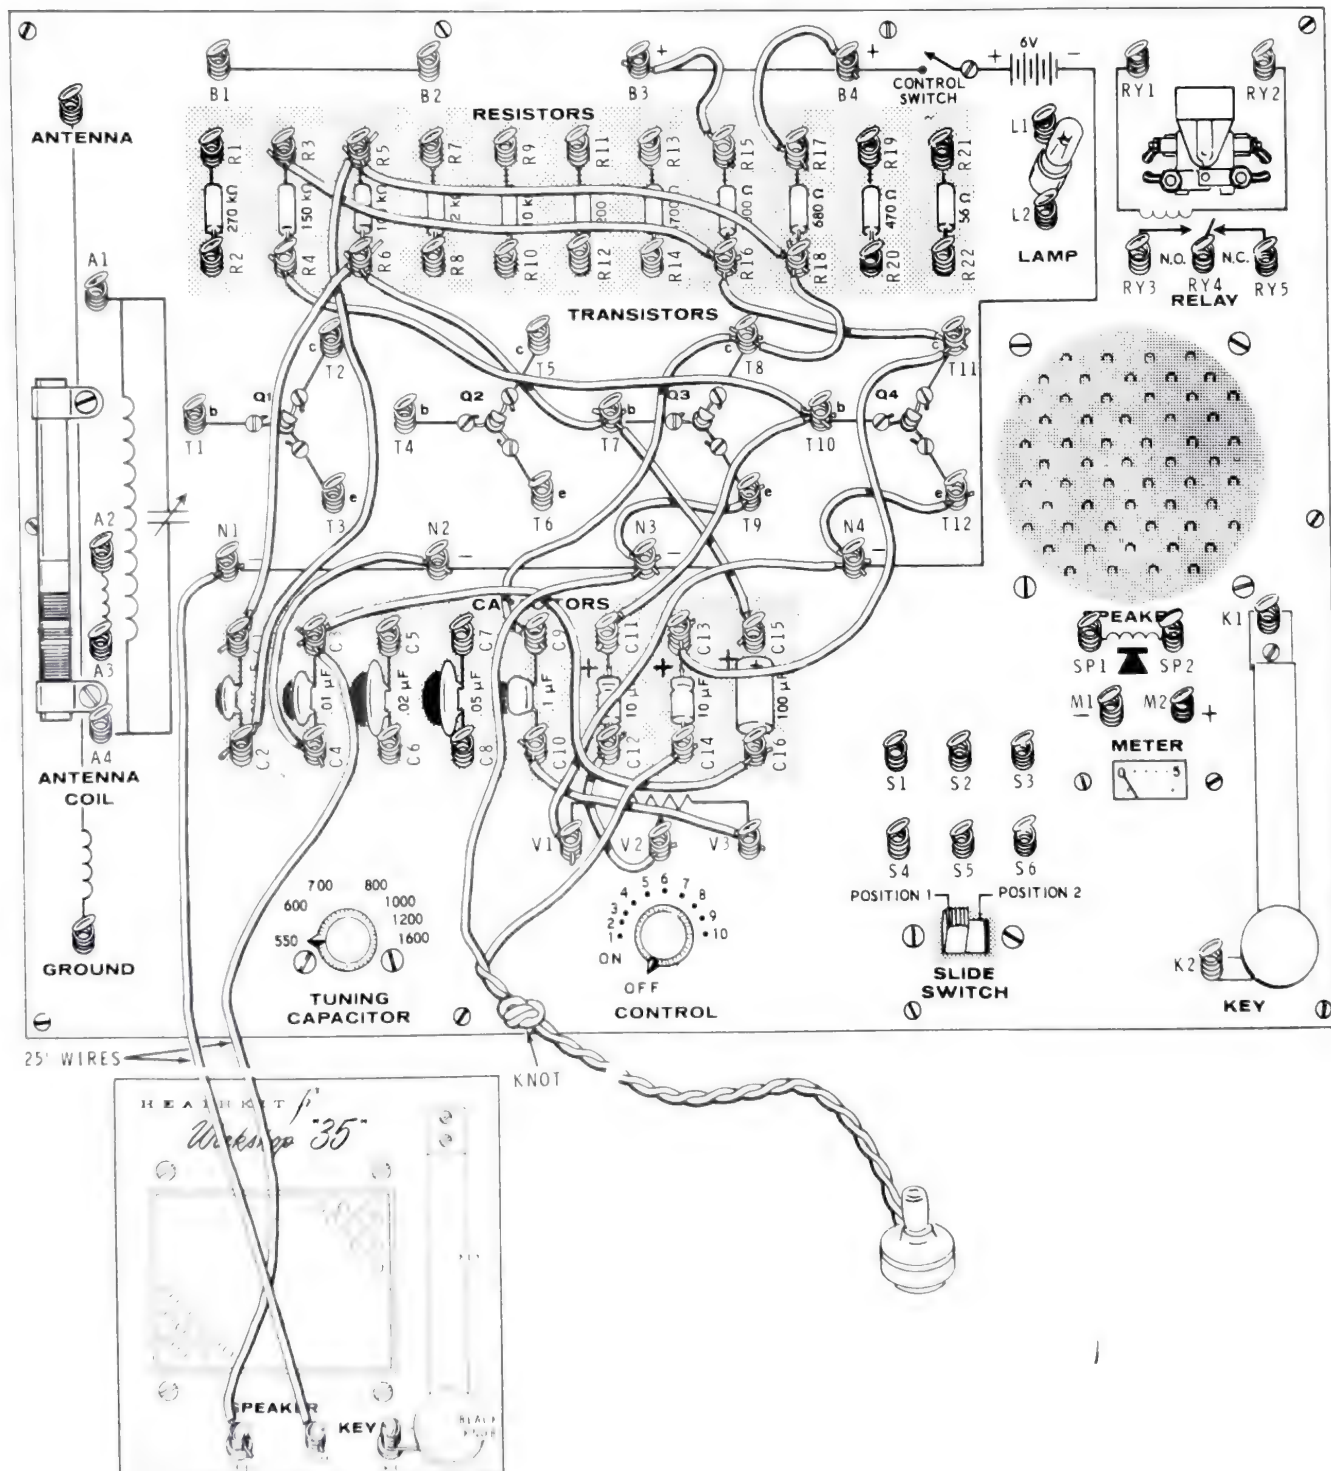 B1
B2
B3
+
B4
+
CONTROL
SWITCH
+
6V
−
RY1
RY2
ANTENNA
RESISTORS
L1
L2
LAMP
R1
R3
R5
R7
R9
R11
R13
R15
R17
R19
R21
270 kΩ
150 kΩ
680 Ω
470 Ω
56 Ω
R2
R4
R6
R8
R10
R12
R14
R16
R18
R20
R22
N.O.
N.C.
RY3
RY4
RY5
RELAY
A1
TRANSISTORS
c
T2
c
T5
c
T8
c
T11
Q1
Q2
Q3
Q4
b
T1
b
T4
b
T7
b
T10
e
T3
e
T6
e
T9
e
T12
A2
N1
−
N2
−
N3
−
N4
−
A3
C3
C5
C7
C9
C11
C13
C15
.01 μF
.02 μF
.05 μF
.1 μF
+
10 μF
+
10 μF
+
100 μF
C2
C4
C6
C8
C10
C12
C14
C16
SPEAKER
SP1
SP2
K1
M1
−
M2
+
METER
0
5
A4
ANTENNA
COIL
S1
S2
S3
V1
V2
V3
S4
S5
S6
POSITION 1
POSITION 2
SLIDE
SWITCH
550
600
700
800
1000
1200
1600
TUNING
CAPACITOR
OFF
ON
1
2
3
4
5
6
7
8
9
10
CONTROL
GROUND
K2
KEY
25' WIRES
KNOT
HEATHKIT
Workshop "35"
SPEAKER
KEY
BLACK
KNOB